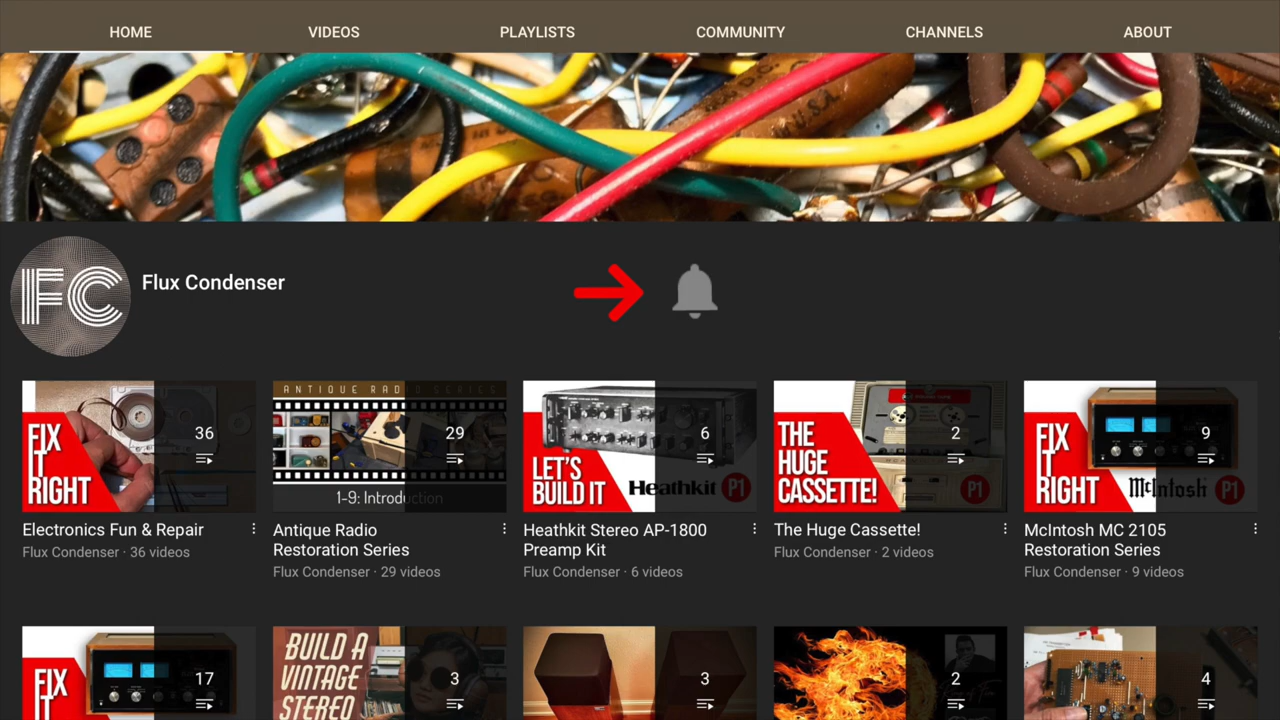 HOME
VIDEOS
PLAYLISTS
COMMUNITY
CHANNELS
ABOUT
in U.S.A.
FC
Flux Condenser
FIX
IT
RIGHT
36
ANTIQUE RADIO SERIES
1-9: Introduction
29
LET'S
BUILD IT
Heathkit
P1
6
THE
HUGE
CASSETTE!
P1
2
FIX
IT
RIGHT
McIntosh
P1
9
Electronics Fun & Repair
Flux Condenser · 36 videos
Antique Radio
Restoration Series
Flux Condenser · 29 videos
Heathkit Stereo AP-1800
Preamp Kit
Flux Condenser · 6 videos
The Huge Cassette!
Flux Condenser · 2 videos
McIntosh MC 2105
Restoration Series
Flux Condenser · 9 videos
FIX
IT
17
BUILD A
VINTAGE
STEREO
3
3
2
4